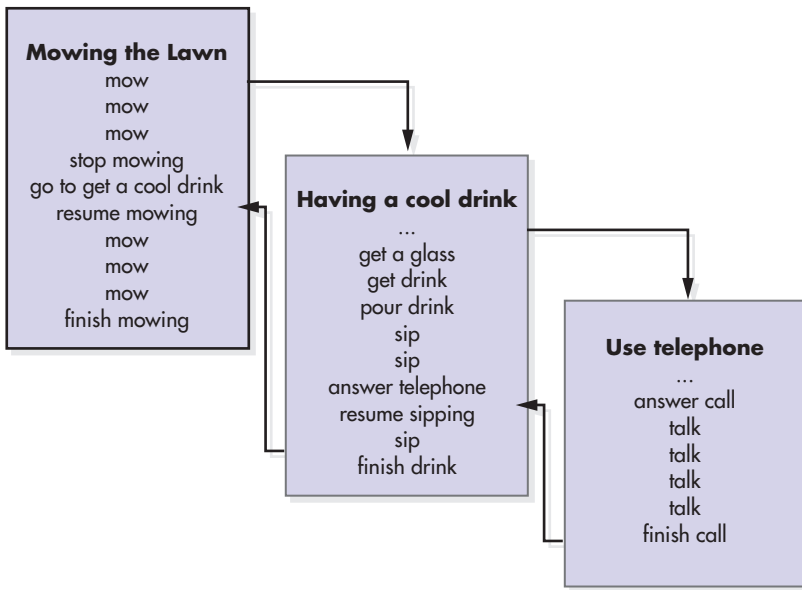 Mowing the Lawn
mow
mow
mow
stop mowing
go to get a cool drink
resume mowing
mow
mow
mow
finish mowing
Having a cool drink
...
get a glass
get drink
pour drink
sip
sip
answer telephone
resume sipping
sip
finish drink
Use telephone
...
answer call
talk
talk
talk
talk
finish call